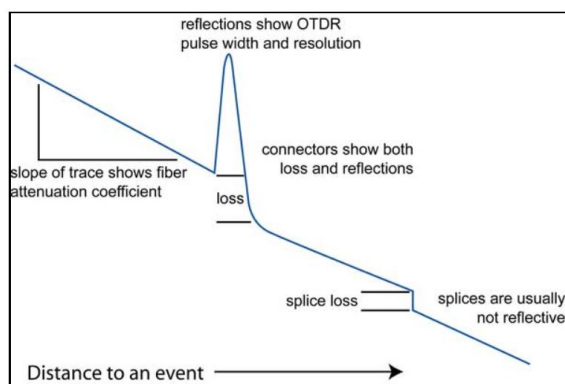 reflections show OTDR
pulse width and resolution
connectors show both
loss and reflections
slope of trace shows fiber
attenuation coefficient
loss
splice loss
splices are usually
not reflective
Distance to an event